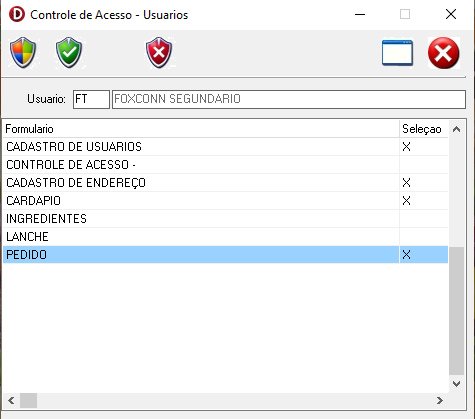 Controle de Acesso - Usuarios
Usuario: FT FOXCONN SEGUNDARIO
Formulario Seleçao
CADASTRO DE USUARIOS X
CONTROLE DE ACESSO -
CADASTRO DE ENDEREÇO X
CARDAPIO X
INGREDIENTES
LANCHE
PEDIDO X